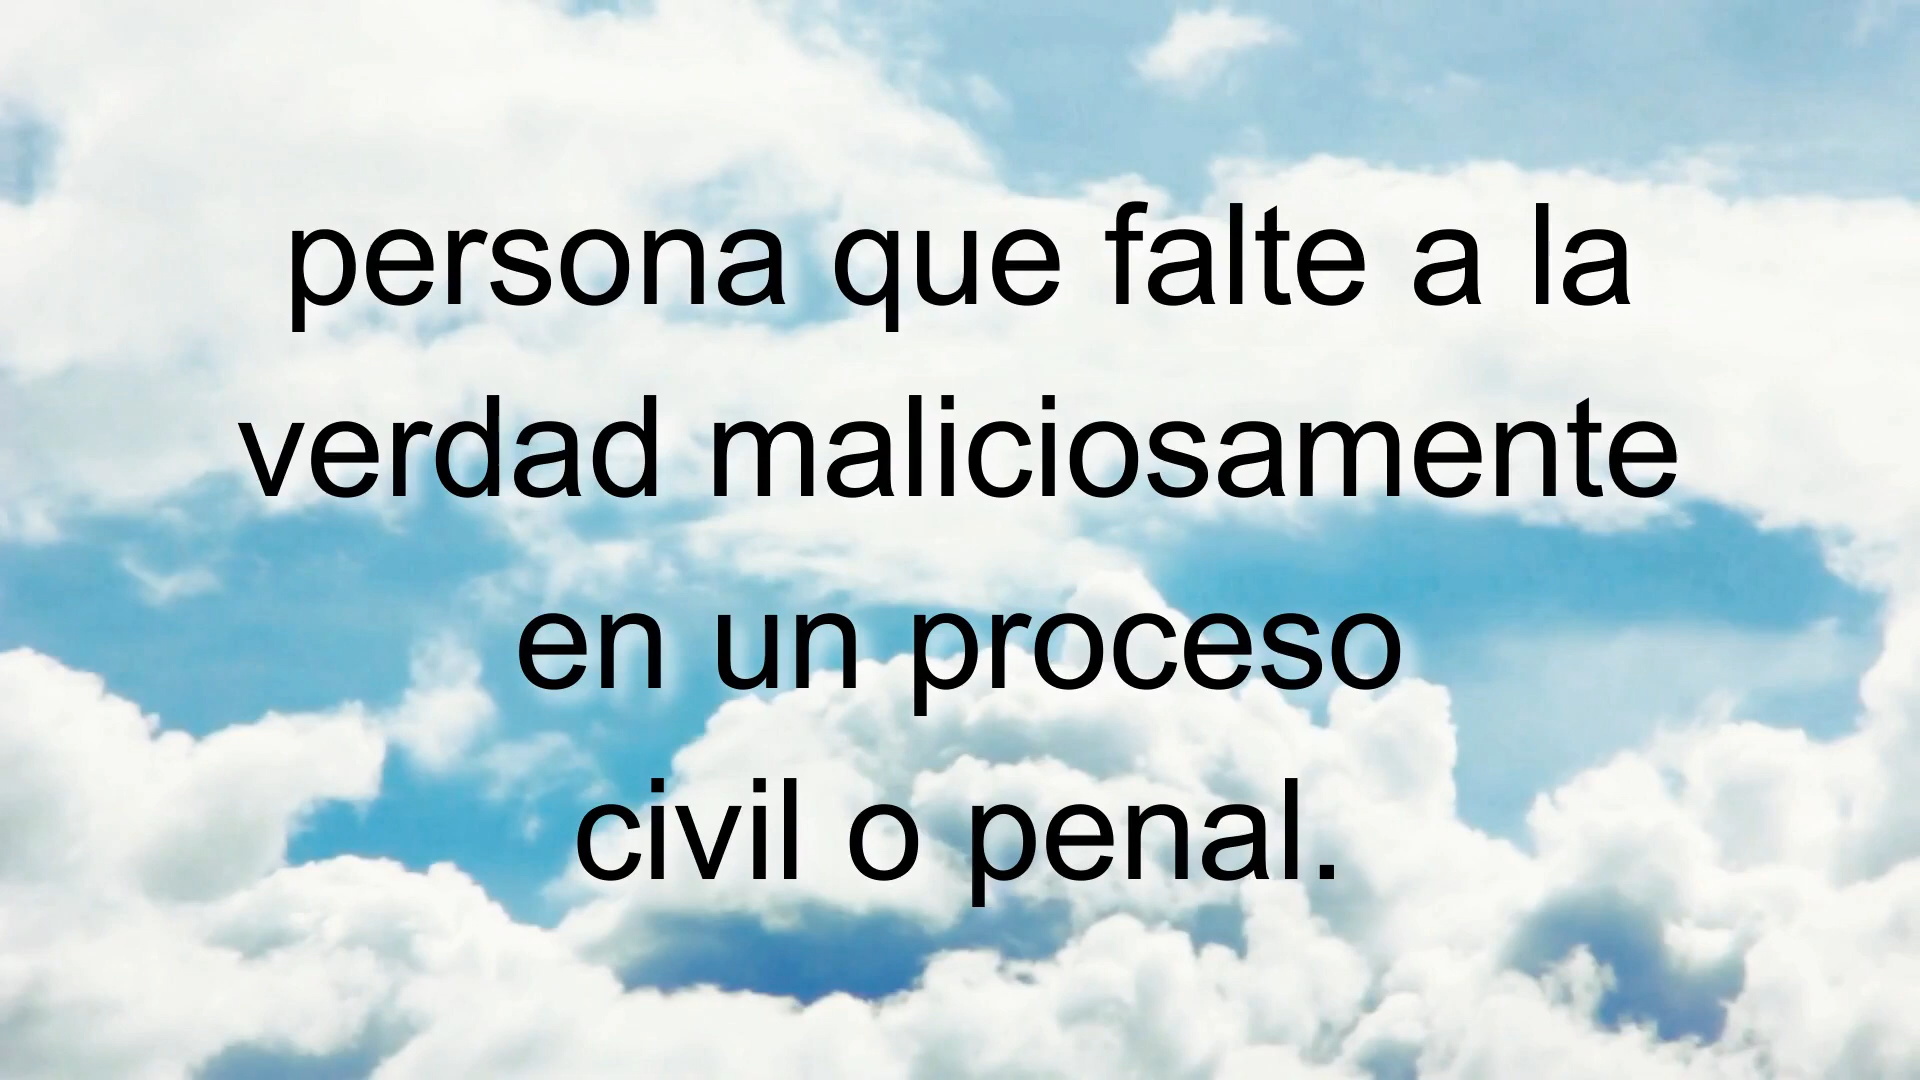 persona que falte a la
verdad maliciosamente
en un proceso
civil o penal.